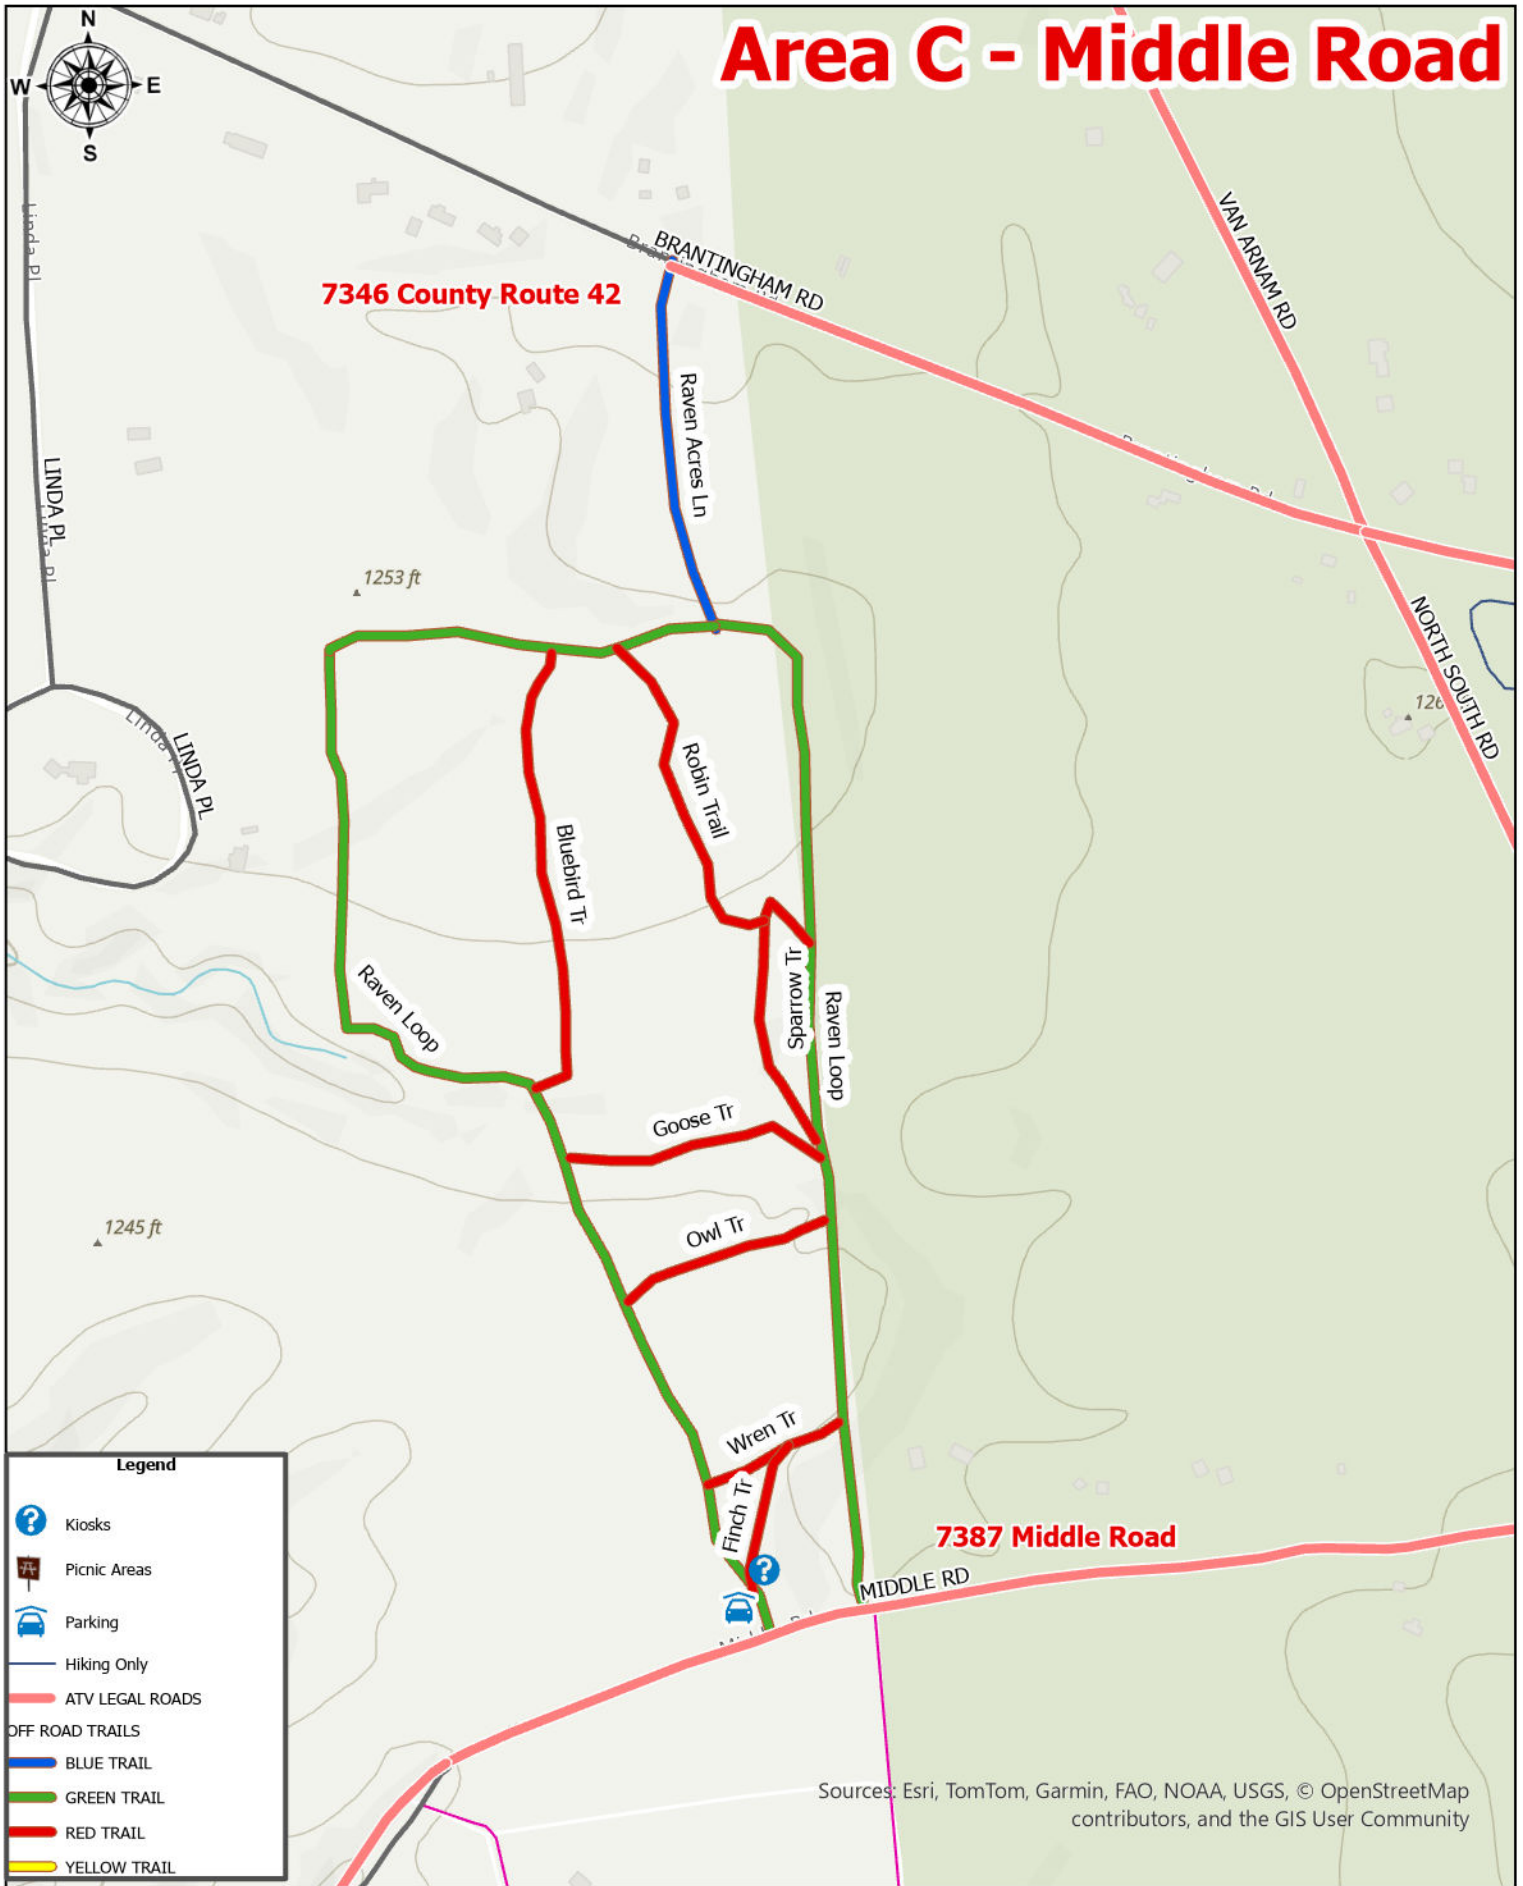 Area C - Middle Road
N
W
E
S
Linda Pl
BRANTINGHAM RD
VAN ARNAM RD
7346 County Route 42
Raven Acres Ln
LINDA PL
Linda Pl
1253 ft
NORTH SOUTH RD
LINDA PL
Robin Trail
Bluebird Tr
Sparrow Tr
Raven Loop
Raven Loop
Goose Tr
Owl Tr
1245 ft
Wren Tr
Finch Tr
7387 Middle Road
MIDDLE RD
Legend
Kiosks
Picnic Areas
Parking
Hiking Only
ATV LEGAL ROADS
OFF ROAD TRAILS
BLUE TRAIL
GREEN TRAIL
RED TRAIL
YELLOW TRAIL
Sources: Esri, TomTom, Garmin, FAO, NOAA, USGS, © OpenStreetMap
contributors, and the GIS User Community